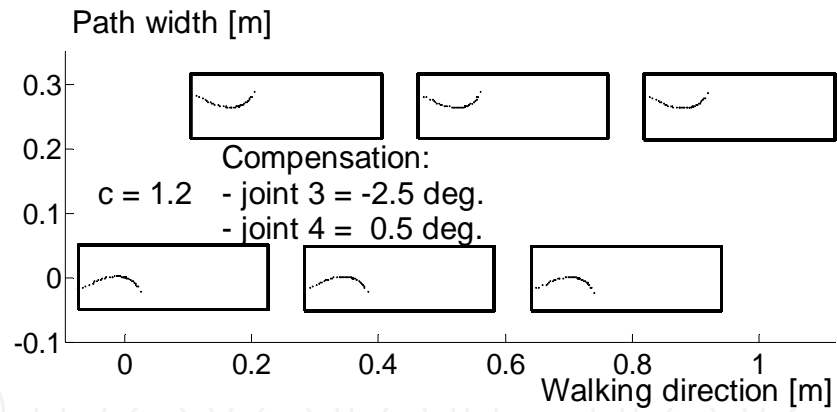 Path width [m]
0.3
0.2
Compensation:
c = 1.2 - joint 3 = -2.5 deg.
0.1
- joint 4 = 0.5 deg.
0
-0.1
0 0.2 0.4 0.6 0.8 1
Walking direction [m]